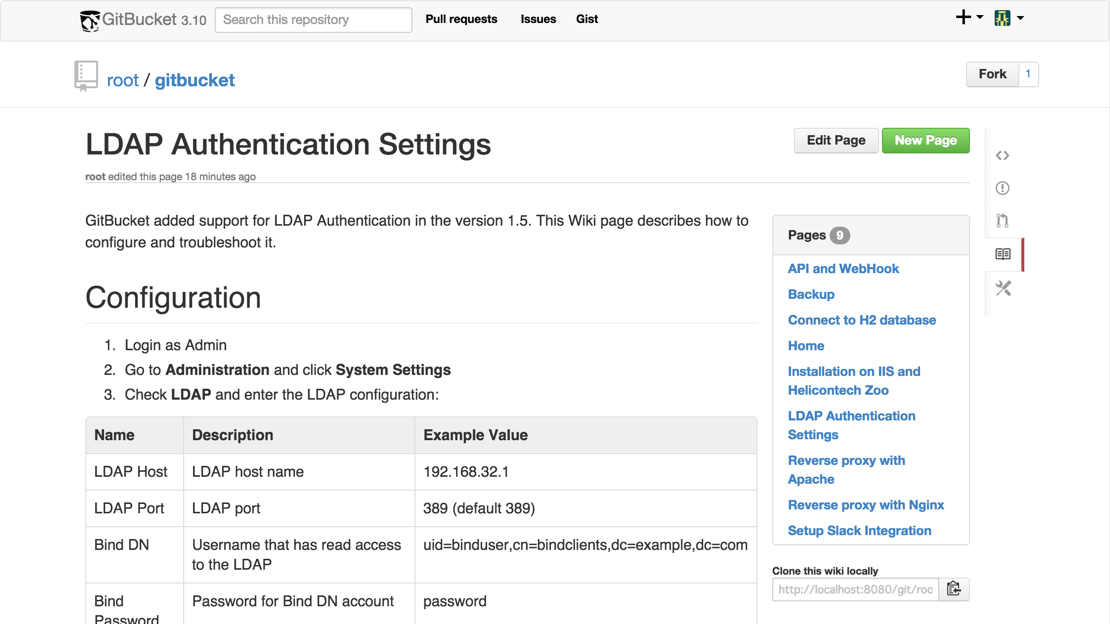 GitBucket 3.10
Search this repository
Pull requests
Issues
Gist
root / gitbucket
Fork
1
LDAP Authentication Settings
Edit Page
New Page
root edited this page 18 minutes ago
GitBucket added support for LDAP Authentication in the version 1.5. This Wiki page describes how to
configure and troubleshoot it.
Configuration
1. Login as Admin
2. Go to Administration and click System Settings
3. Check LDAP and enter the LDAP configuration:
Name Description Example Value
LDAP Host LDAP host name 192.168.32.1
LDAP Port LDAP port 389 (default 389)
Bind DN Username that has read access uid=binduser,cn=bindclients,dc=example,dc=com
to the LDAP
Bind Password for Bind DN account password
Password
Pages 9
API and WebHook
Backup
Connect to H2 database
Home
Installation on IIS and
Helicontech Zoo
LDAP Authentication
Settings
Reverse proxy with
Apache
Reverse proxy with Nginx
Setup Slack Integration
Clone this wiki locally
http://localhost:8080/git/roc